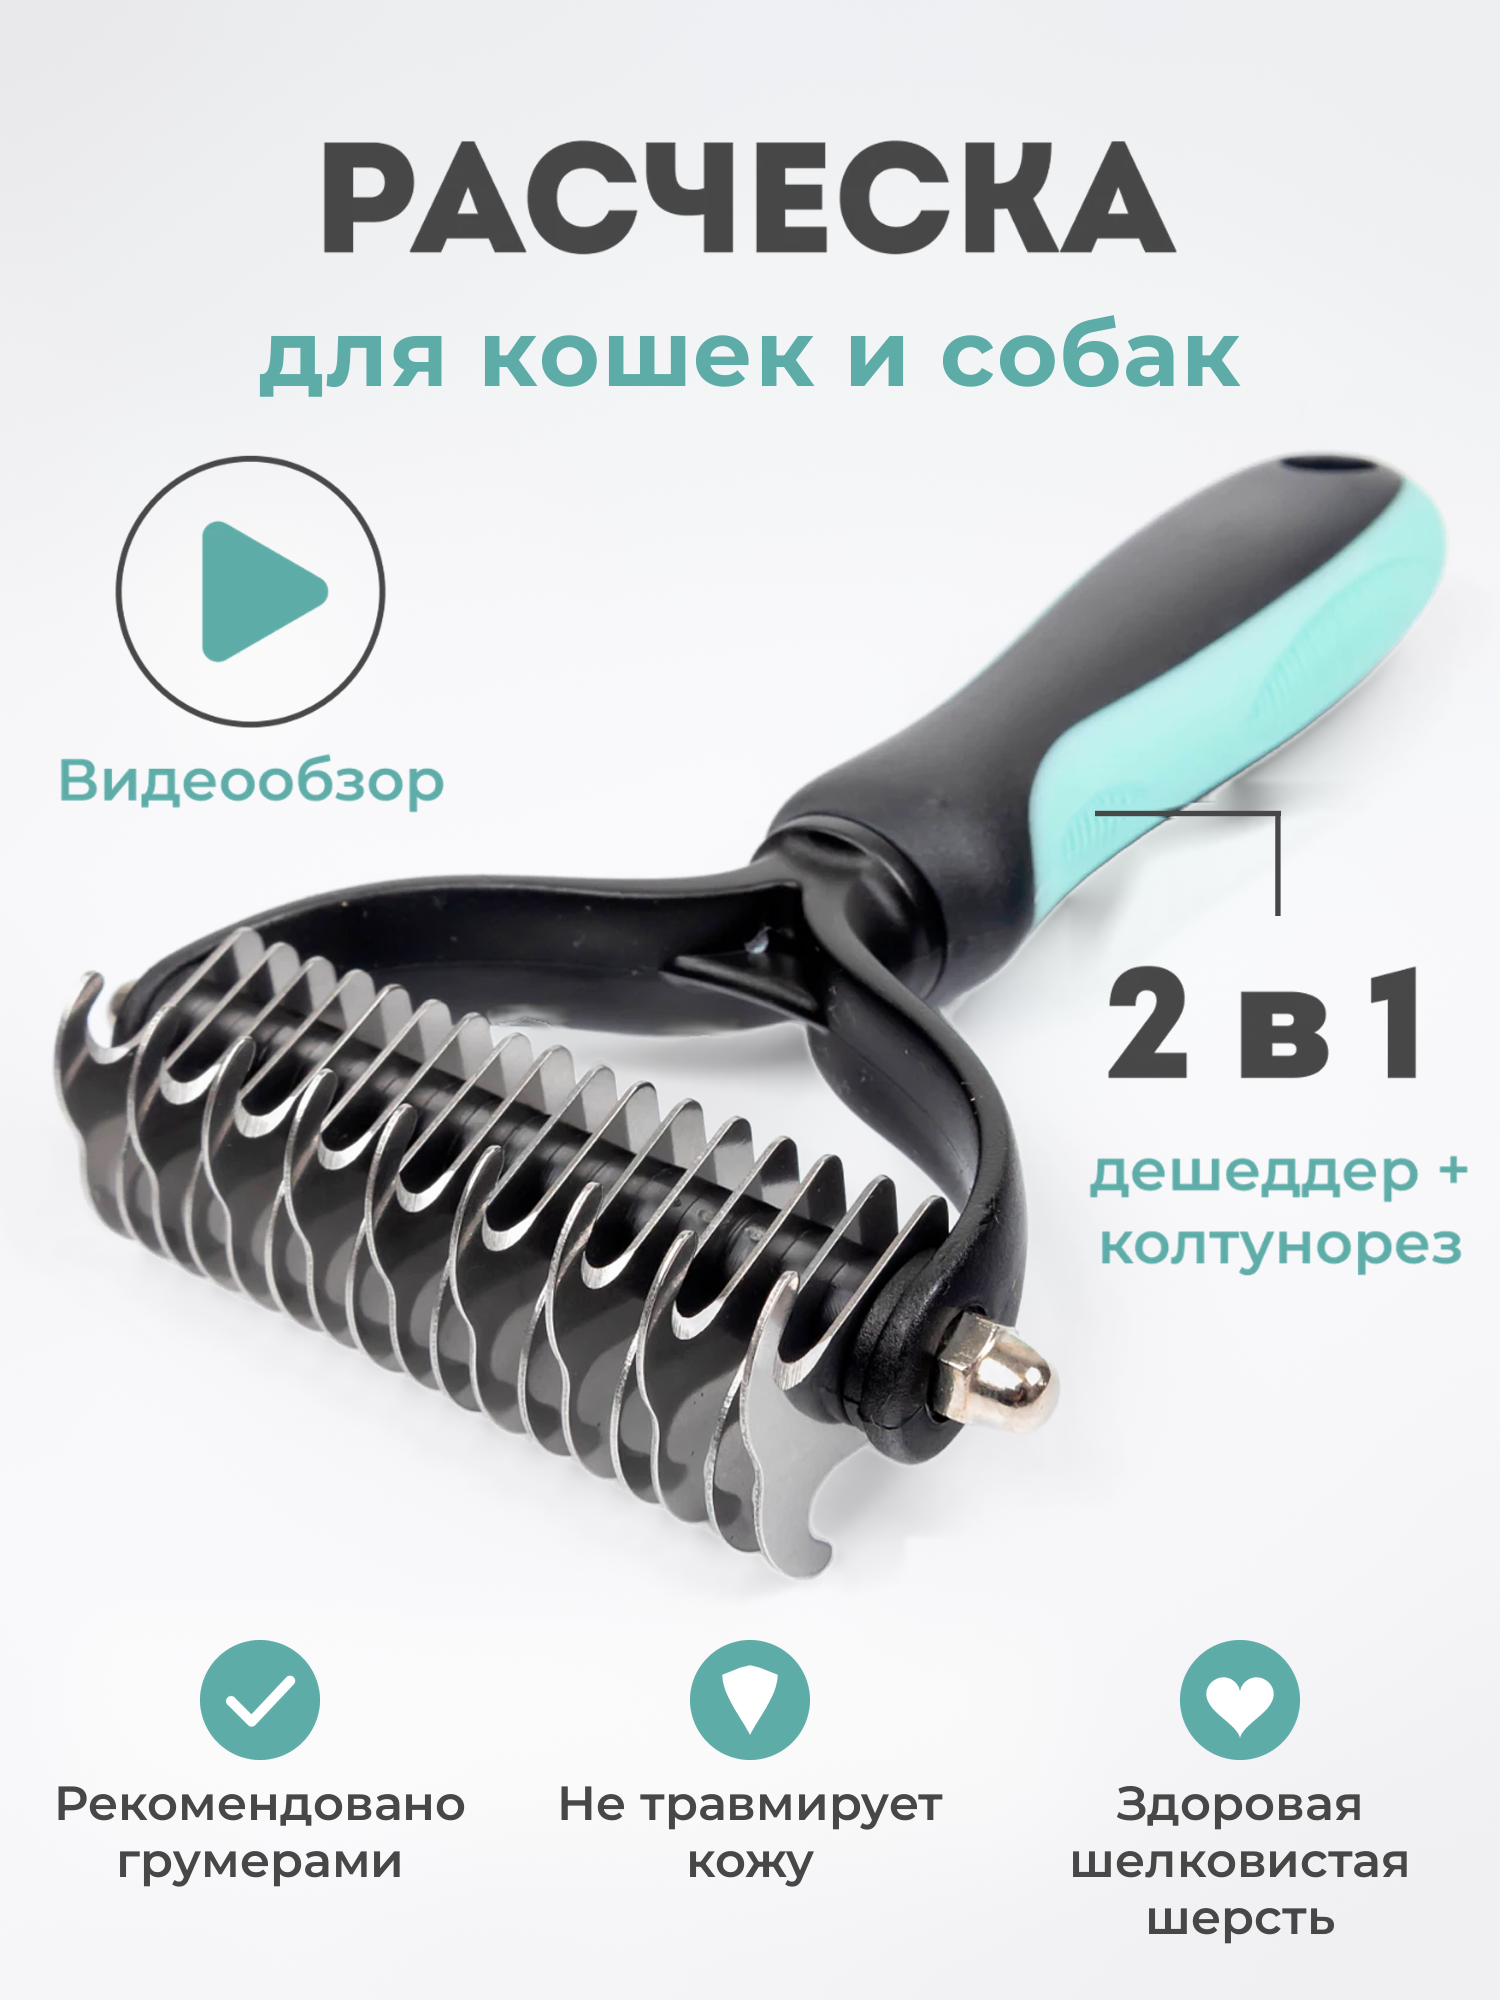 РАСЧЕСКА
для кошек и собак
Видеообзор
2 в 1
дешеддер +
колтунорез
Рекомендовано
грумерами
Не травмирует
кожу
Здоровая
шелковистая
шерсть